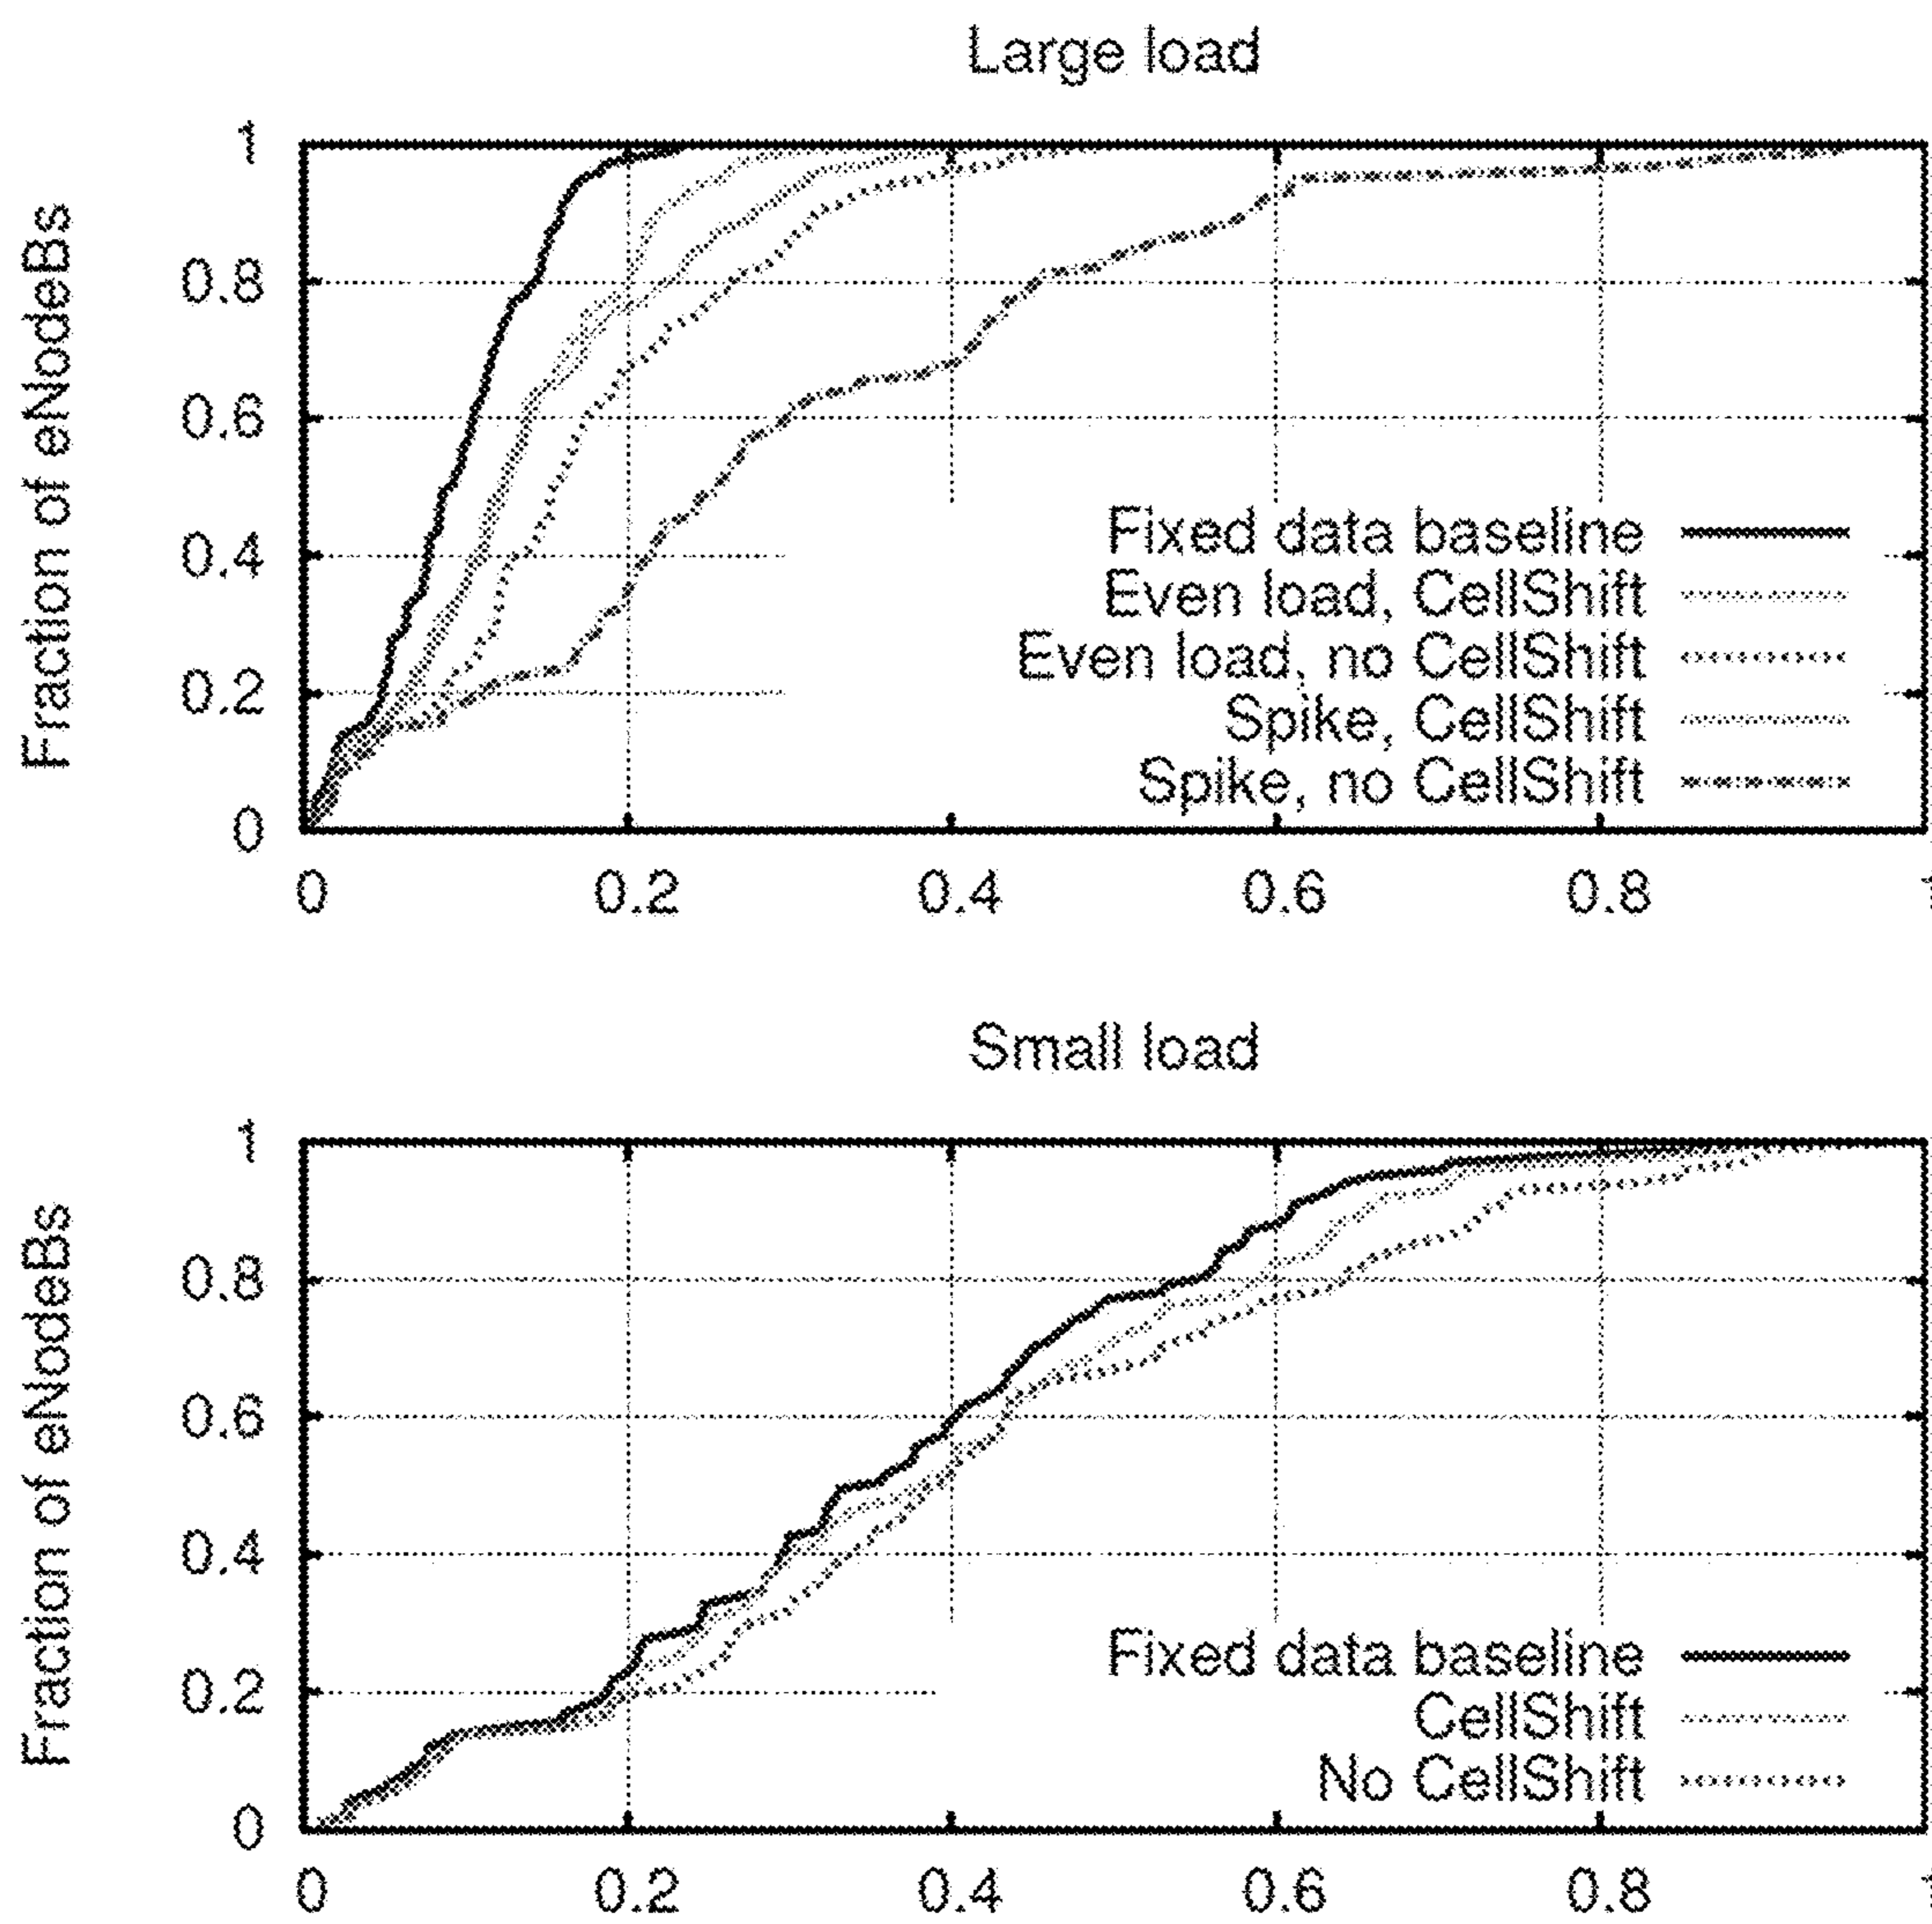 Large load
Fraction of eNodeBs
1
0.8
0.6
0.4
0.2
0
Fixed data baseline
Even load, CellShift
Even load, no CellShift
Spike, CellShift
Spike, no CellShift
0 0.2 0.4 0.6 0.8 1
Small load
Fraction of eNodeBs
1
0.8
0.6
0.4
0.2
0
Fixed data baseline
CellShift
No CellShift
0 0.2 0.4 0.6 0.8 1